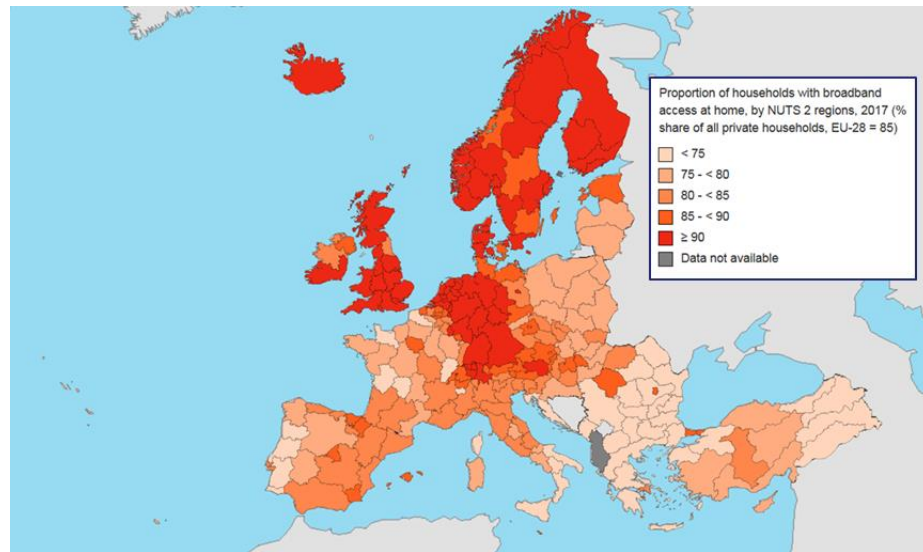 Proportion of households with broadband
access at home, by NUTS 2 regions, 2017 (%
share of all private households, EU-28 = 85)
< 75
75 - < 80
80 - < 85
85 - < 90
≥ 90
Data not available